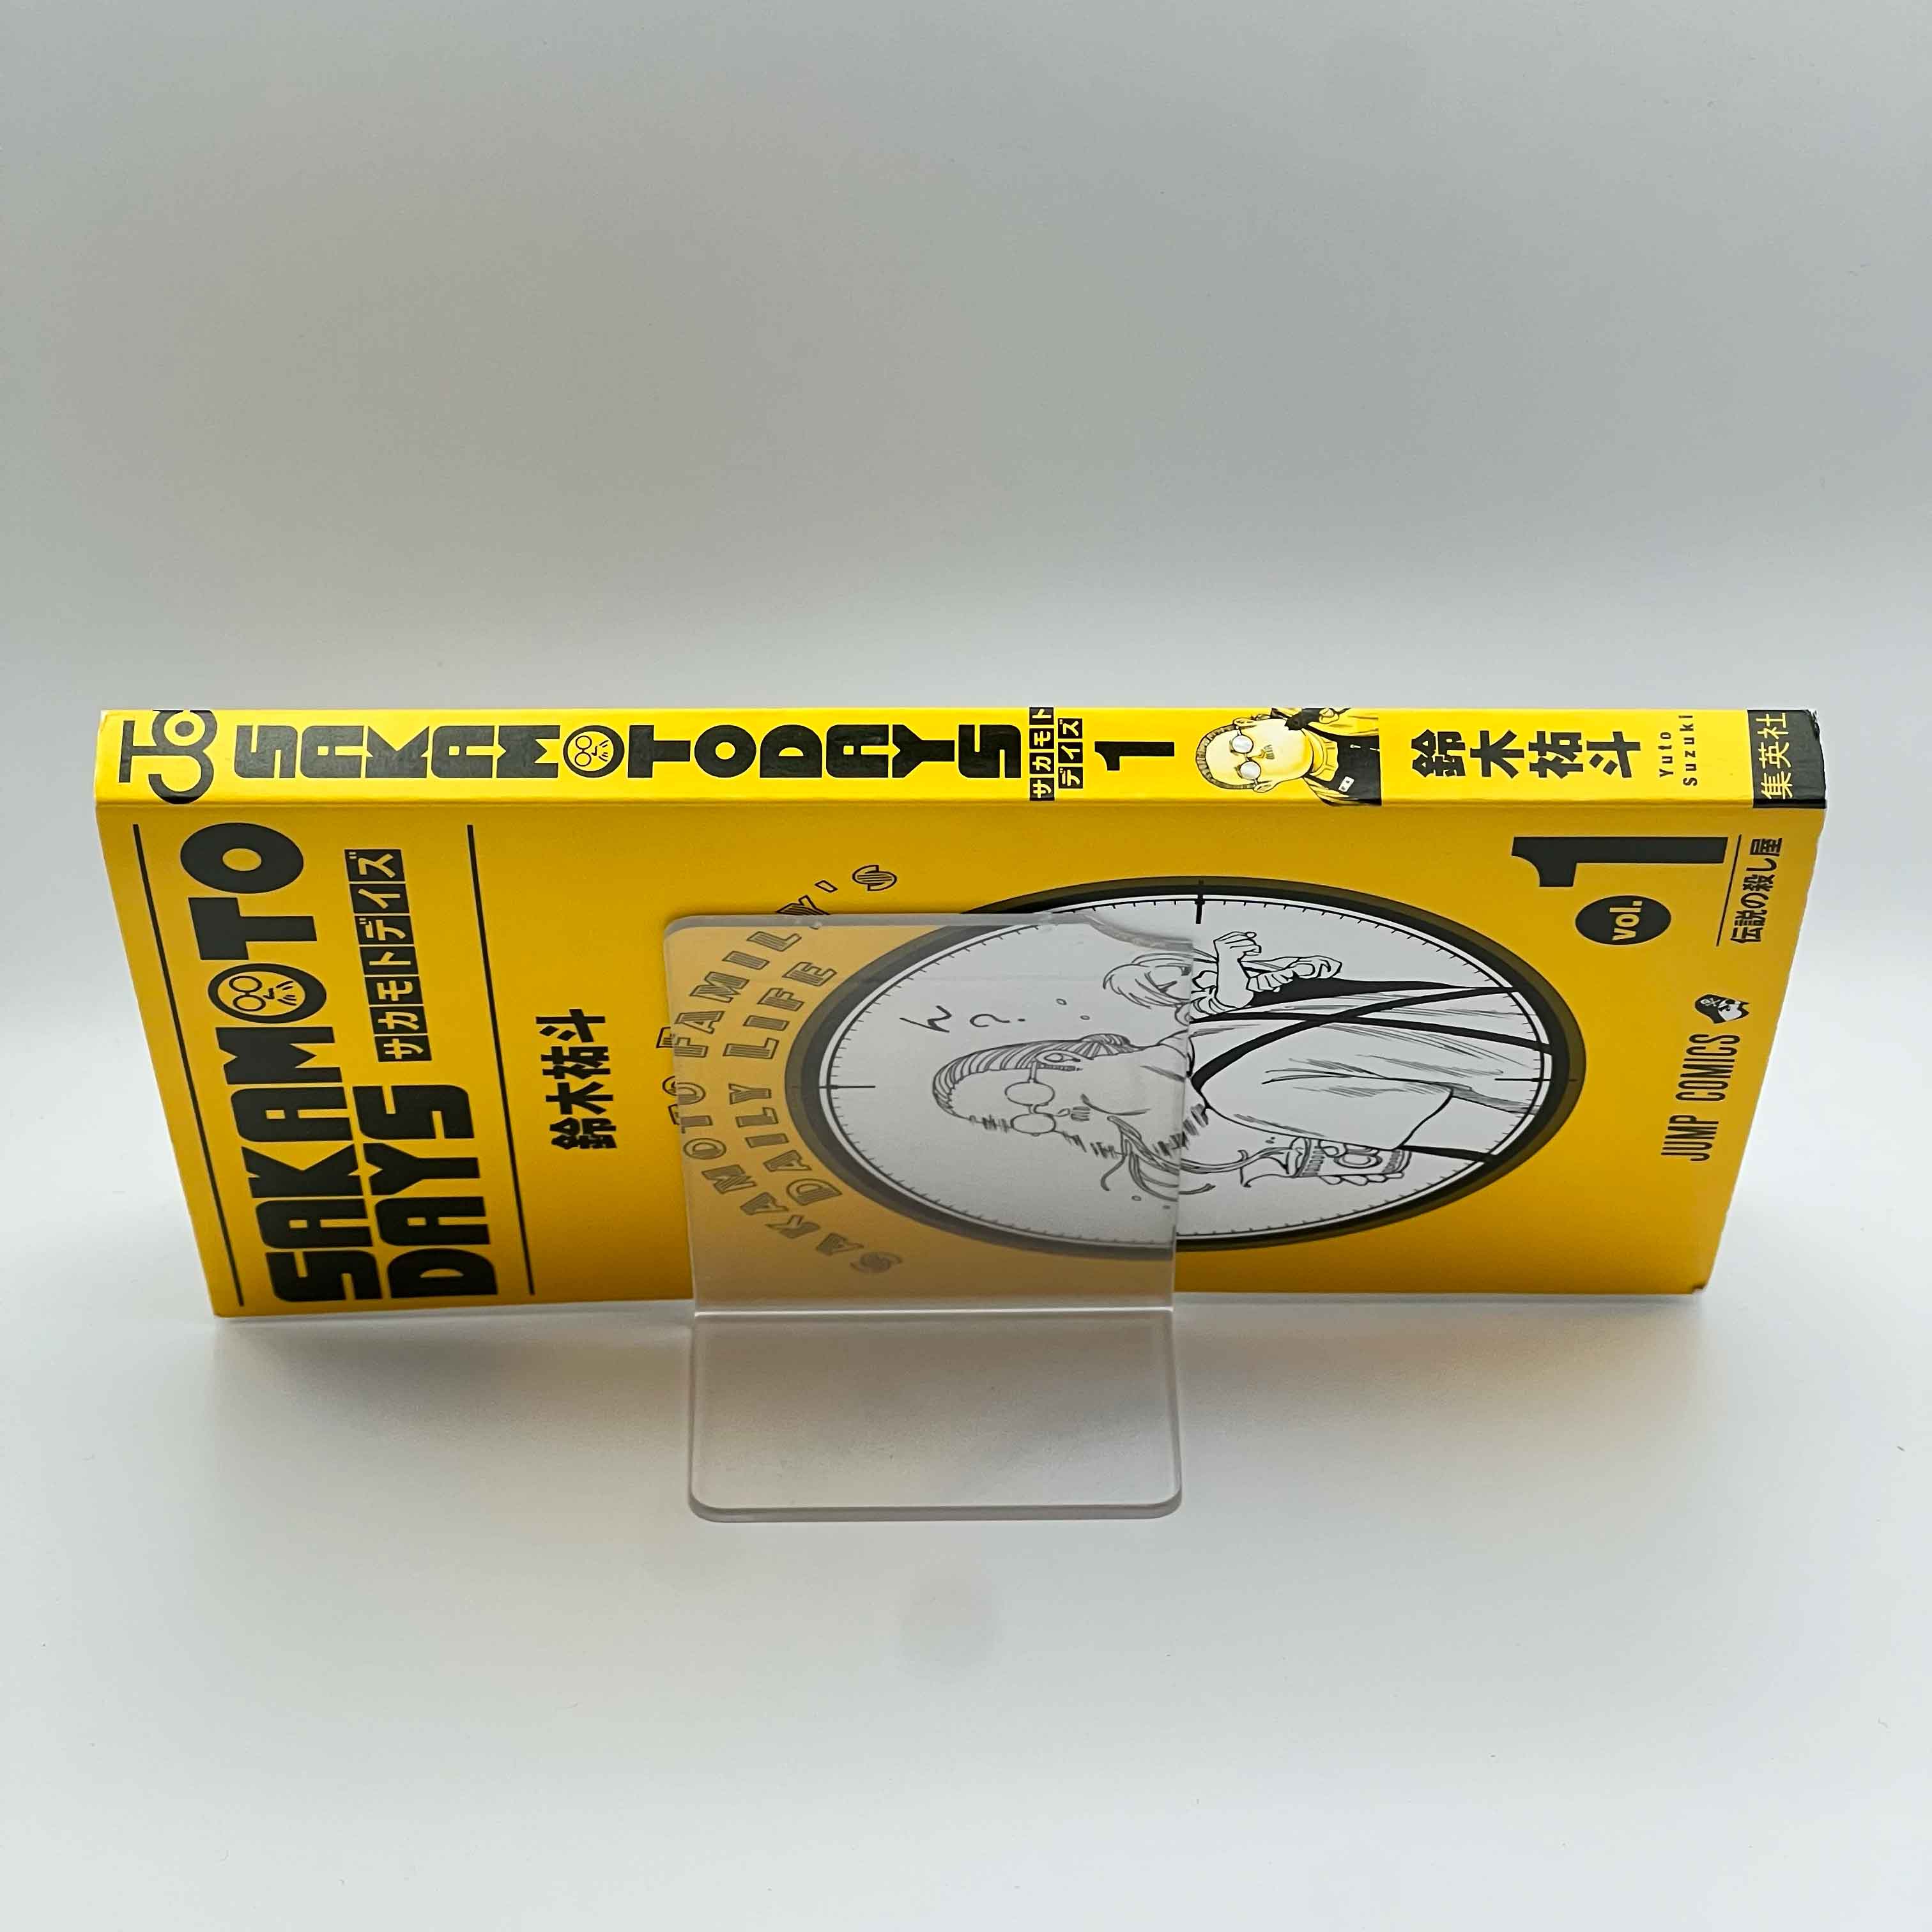 JC
SAKAMOTO DAYS
サカモト
デイズ
1
鈴木祐斗
Yuto
Suzuki
集英社
SAKAMOTO
DAYS
サカモトデイズ
鈴木祐斗
SAKAMOTO FAMILY'S
DAILY LIFE
vol.1
伝説の殺し屋
JUMP COMICS